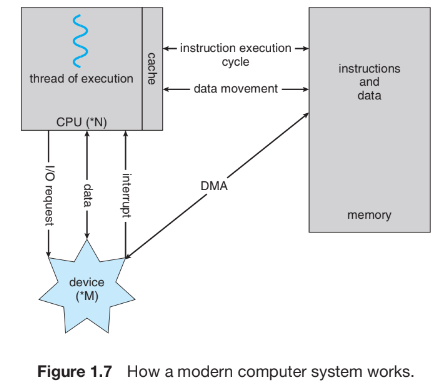 thread of execution
CPU (*N)
cache
instruction execution
cycle
data movement
instructions
and
data
memory
I/O request
data
interrupt
DMA
device
(*M)
Figure 1.7 How a modern computer system works.